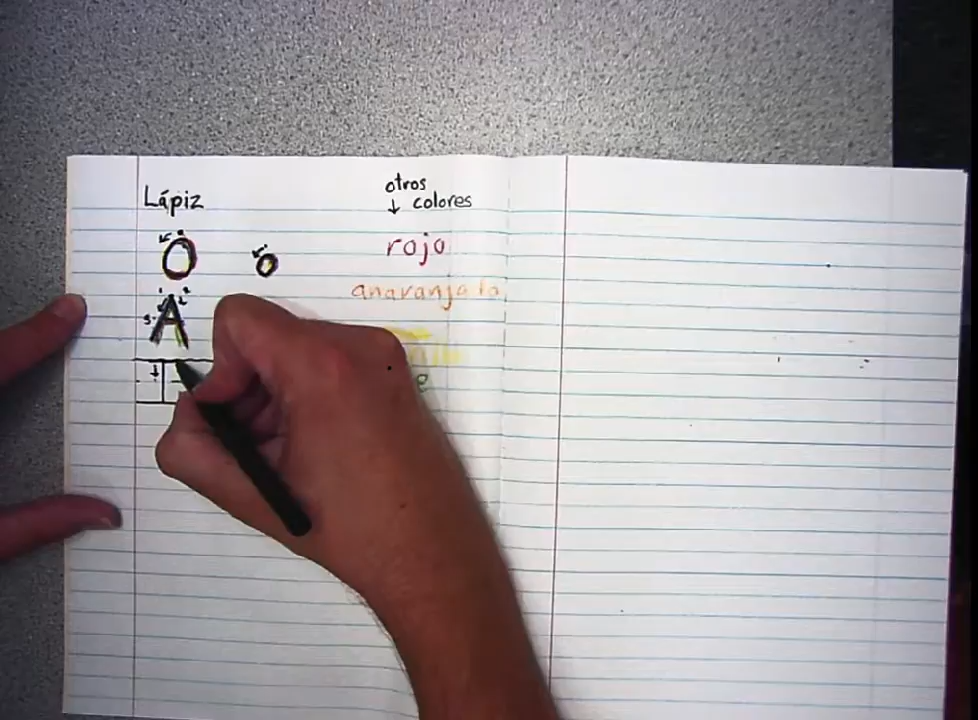 Lápiz
otros
↓ colores
O o
rojo
anaranjado
A